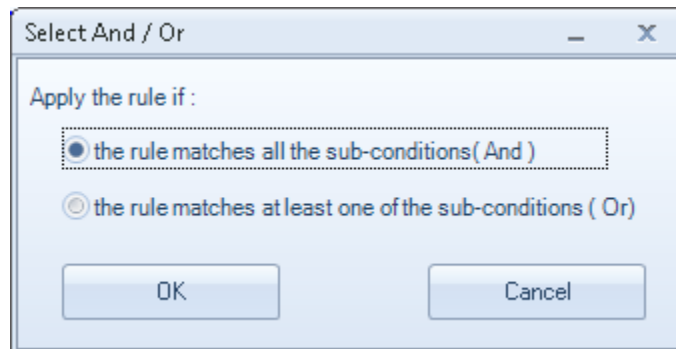 Select And / Or
Apply the rule if :
the rule matches all the sub-conditions( And )
the rule matches at least one of the sub-conditions ( Or)
OK Cancel